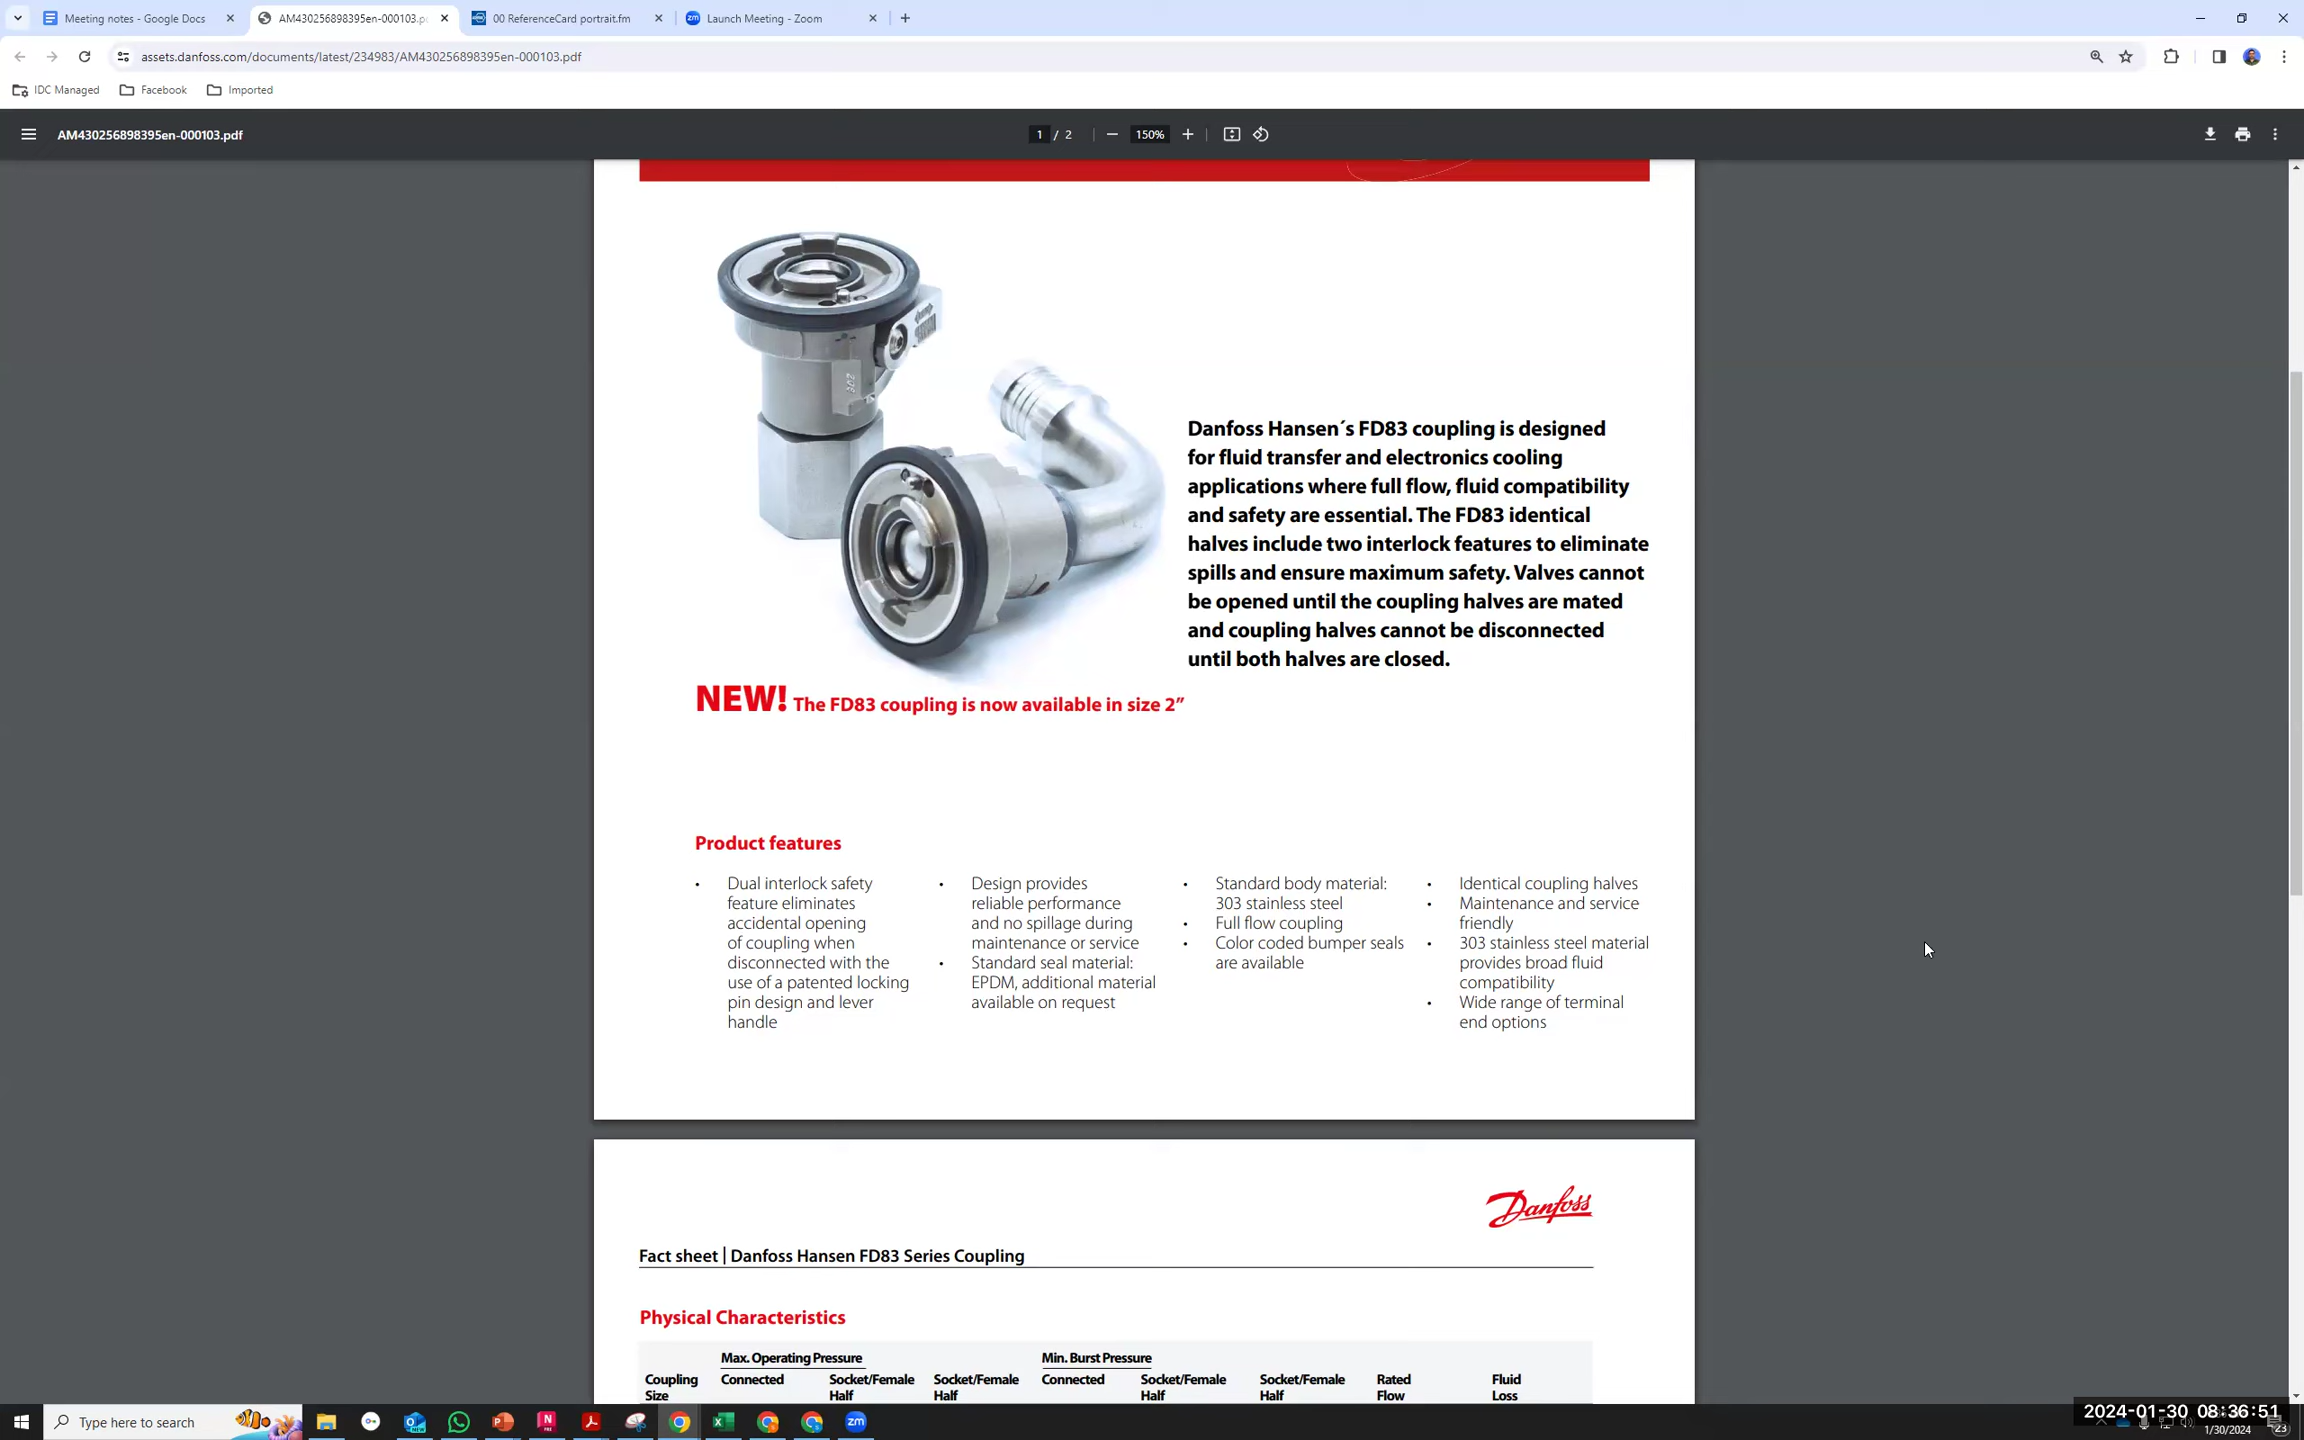 Meeting notes - Google Docs
AM430256898395en-000103.p
00 ReferenceCard portrait.fm
Launch Meeting - Zoom
assets.danfoss.com/documents/latest/234983/AM430256898395en-000103.pdf
IDC Managed
Facebook
Imported
AM430256898395en-000103.pdf
1 / 2
150%
Danfoss Hansen´s FD83 coupling is designed
for fluid transfer and electronics cooling
applications where full flow, fluid compatibility
and safety are essential. The FD83 identical
halves include two interlock features to eliminate
spills and ensure maximum safety. Valves cannot
be opened until the coupling halves are mated
and coupling halves cannot be disconnected
until both halves are closed.
NEW! The FD83 coupling is now available in size 2”
Product features
• Dual interlock safety
feature eliminates
accidental opening
of coupling when
disconnected with the
use of a patented locking
pin design and lever
handle
• Design provides
reliable performance
and no spillage during
maintenance or service
• Standard seal material:
EPDM, additional material
available on request
• Standard body material:
303 stainless steel
• Full flow coupling
• Color coded bumper seals
are available
• Identical coupling halves
• Maintenance and service
friendly
• 303 stainless steel material
provides broad fluid
compatibility
• Wide range of terminal
end options
Danfoss
Fact sheet | Danfoss Hansen FD83 Series Coupling
Physical Characteristics
Max. Operating Pressure
Min. Burst Pressure
Coupling
Size
Connected
Socket/Female
Half
Socket/Female
Half
Connected
Socket/Female
Half
Socket/Female
Half
Rated
Flow
Fluid
Loss
Type here to search
zm
2024-01-30 08:36:51
1/30/2024
23